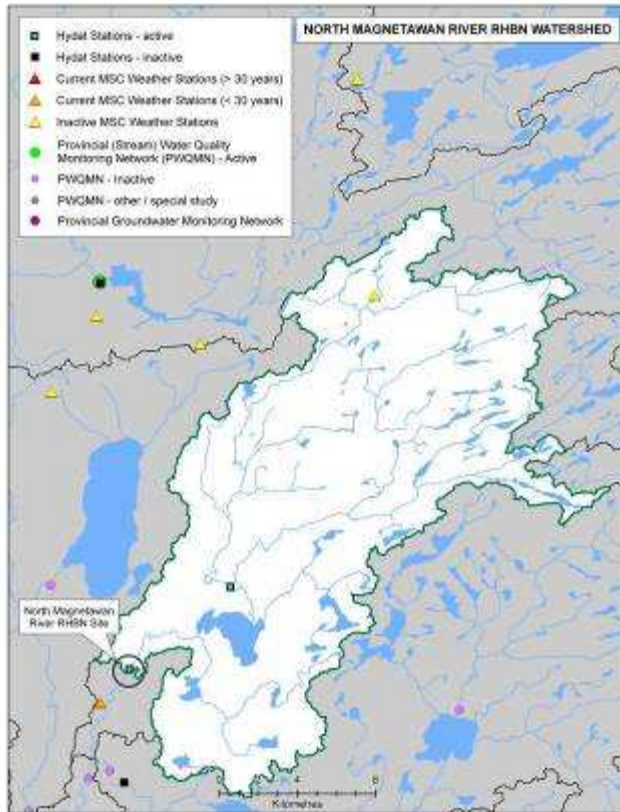 NORTH MAGNETAWAN RIVER RHBN WATERSHED
Hydat Stations - active
Hydat Stations - inactive
Current MSC Weather Stations (> 30 years)
Current MSC Weather Stations (< 30 years)
Inactive MSC Weather Stations
Provincial (Stream) Water Quality
Monitoring Network (PWQMN) - Active
PWQMN - Inactive
PWQMN - other / special study
Provincial Groundwater Monitoring Network
North Magnetawan
River RHBN Site
4
8
Kilometres